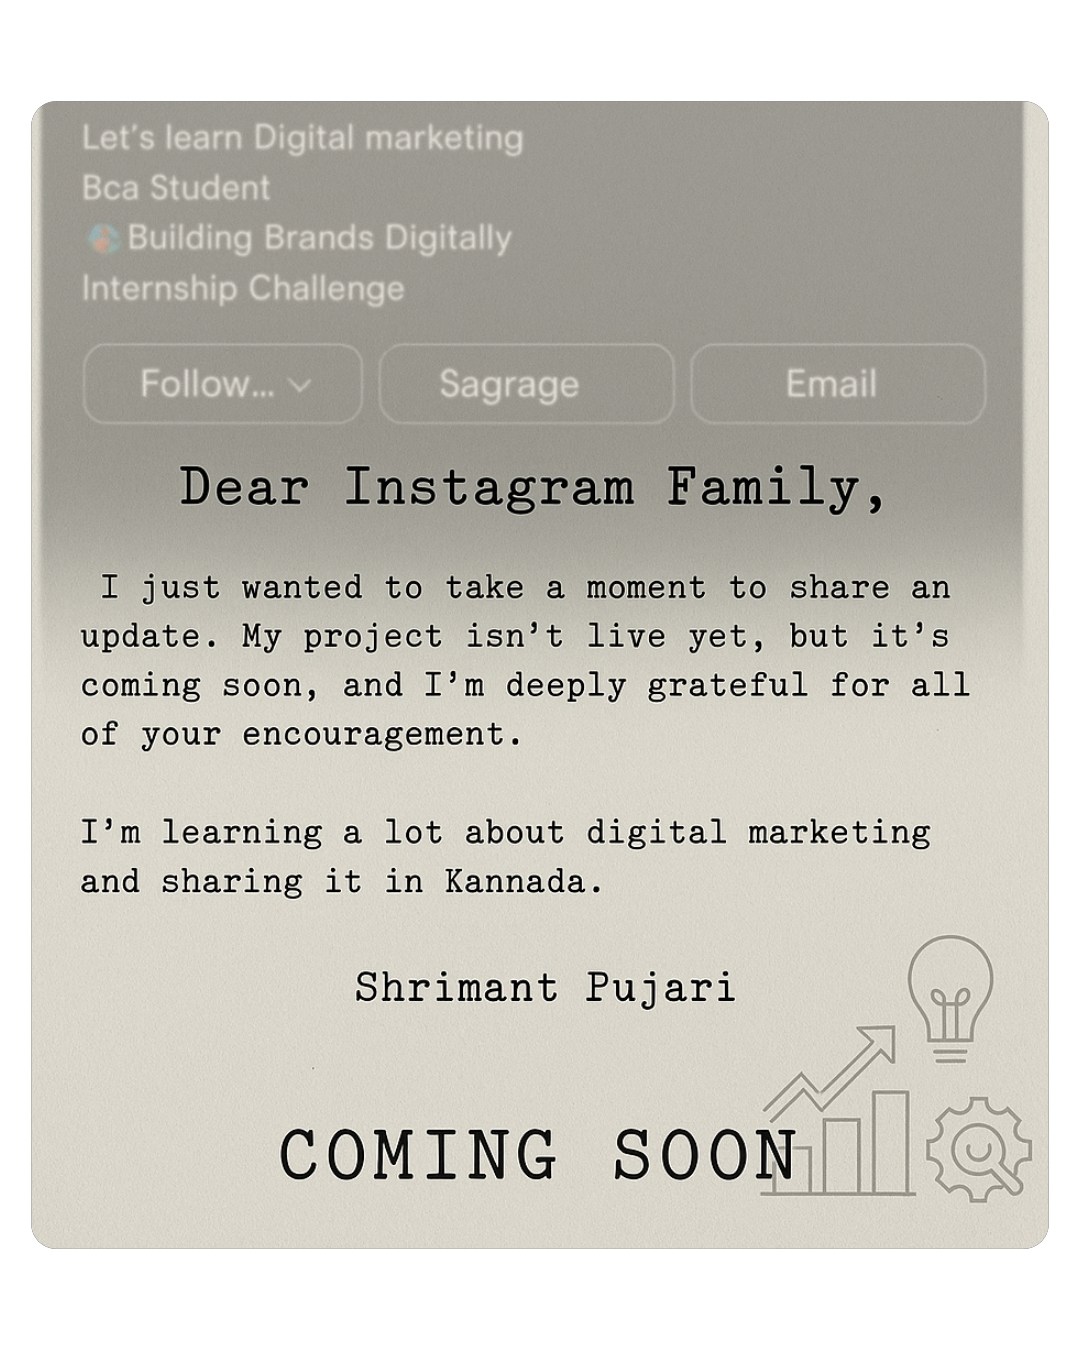 Let’s learn Digital marketing
Bca Student
Building Brands Digitally
Internship Challenge
Follow... Sagrage Email
Dear Instagram Family,
I just wanted to take a moment to share an
update. My project isn’t live yet, but it’s
coming soon, and I’m deeply grateful for all
of your encouragement.
I’m learning a lot about digital marketing
and sharing it in Kannada.
Shrimant Pujari
COMING SOON